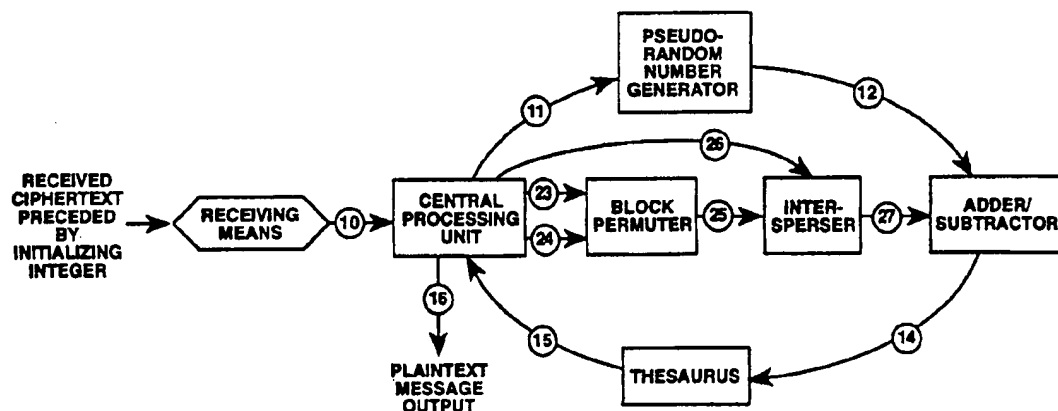 PSEUDO-
RANDOM
NUMBER
GENERATOR
11
12
26
RECEIVED
CIPHERTEXT
PRECEDED
BY
INITIALIZING
INTEGER
RECEIVING
MEANS
10
CENTRAL
PROCESSING
UNIT
23
24
BLOCK
PERMUTER
25
INTER-
SPERSER
27
ADDER/
SUBTRACTOR
16
15
14
PLAINTEXT
MESSAGE
OUTPUT
THESAURUS